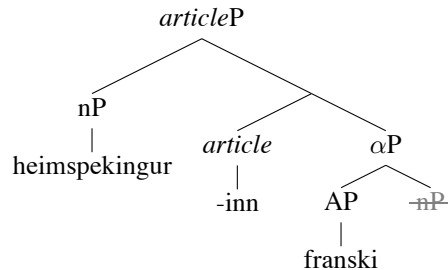 articleP
nP
article αP
heimspekingur
-inn AP nP
franski